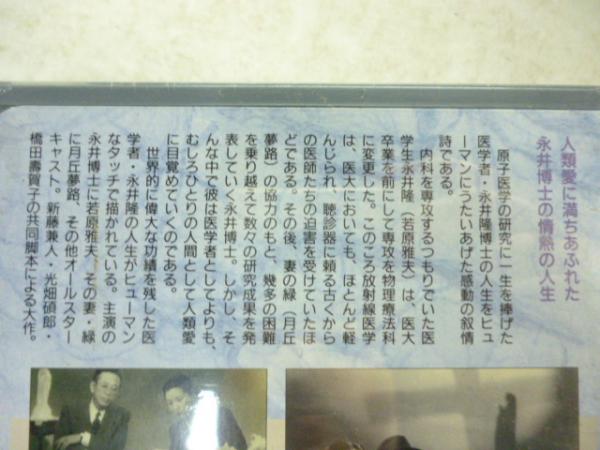 人類愛に満ちあふれた
永井博士の情熱の人生
原子医学の研究に一生を捧げた
医学者・永井隆博士の人生をヒュ
ーマンにうたいあげた感動の叙情
詩である。
内科を専攻するつもりでいた医
学生永井隆（若原雅夫）は、医大
卒業を前にして専攻を物理療法科
に変更した。このころ放射線医学
は、医大においても、ほとんど軽
んじられ、聴診器に頼る古くから
の医師たちの迫害を受けていたほ
どである。その後、妻の緑（月丘
夢路）の協力のもと、幾多の困難
を乗り越えて数々の研究成果を発
表していく永井博士。しかし、そ
んな中で彼は医学者としてよりも、
むしろひとりの人間として人類愛
に目覚めていくのである。
世界的に偉大な功績を残した医
学者・永井隆の人生がヒューマン
なタッチで描かれている。主演の
永井博士に若原雅夫、その妻・緑
に月丘夢路、その他オールスター
キャスト。新藤兼人・光畑碩郎・
橋田壽賀子の共同脚本による大作。